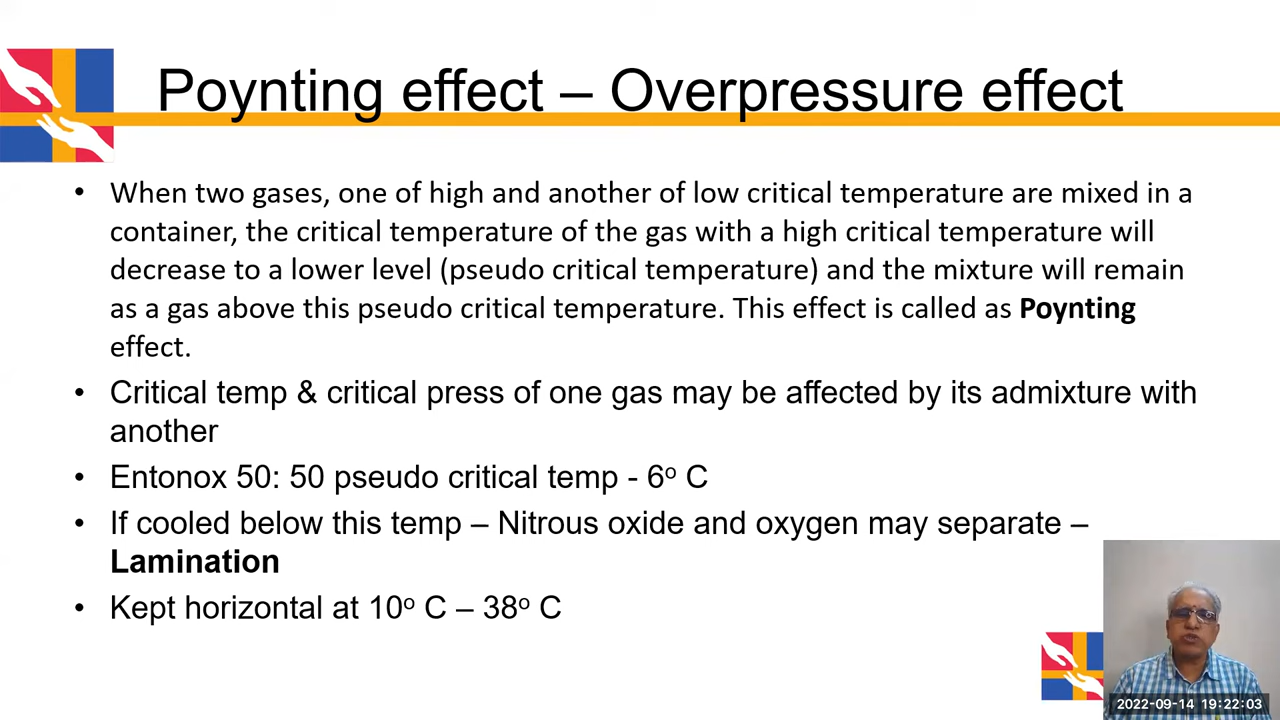 Poynting effect – Overpressure effect
• When two gases, one of high and another of low critical temperature are mixed in a
container, the critical temperature of the gas with a high critical temperature will
decrease to a lower level (pseudo critical temperature) and the mixture will remain
as a gas above this pseudo critical temperature. This effect is called as Poynting
effect.
• Critical temp & critical press of one gas may be affected by its admixture with
another
• Entonox 50: 50 pseudo critical temp - 6º C
• If cooled below this temp – Nitrous oxide and oxygen may separate –
Lamination
• Kept horizontal at 10º C – 38º C
2022-09-14 19:22:03